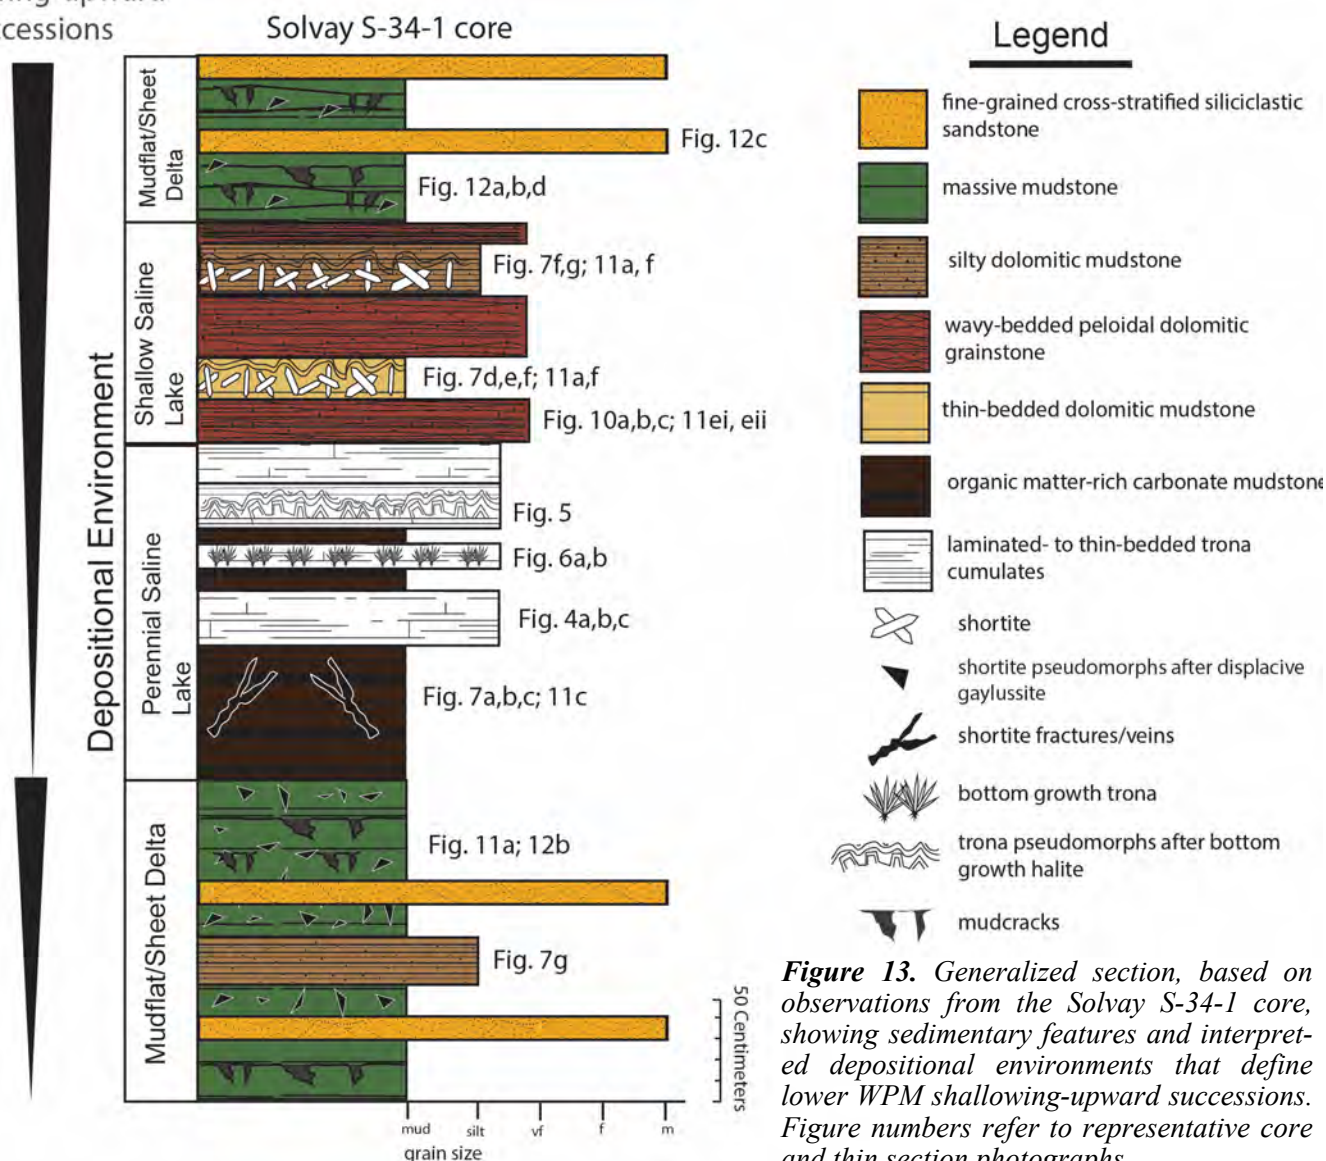 cessions
Solvay S-34-1 core
Depositional Environment
Mudflat/Sheet
Delta
Shallow Saline
Lake
Perennial Saline
Lake
Mudflat/Sheet Delta
Fig. 12c
Fig. 12a,b,d
Fig. 7f,g; 11a, f
Fig. 7d,e,f; 11a,f
Fig. 10a,b,c; 11ei, eii
Fig. 5
Fig. 6a,b
Fig. 4a,b,c
Fig. 7a,b,c; 11c
Fig. 11a; 12b
Fig. 7g
50 Centimeters
mud silt vf f m
grain size
Legend
fine-grained cross-stratified siliciclastic
sandstone
massive mudstone
silty dolomitic mudstone
wavy-bedded peloidal dolomitic
grainstone
thin-bedded dolomitic mudstone
organic matter-rich carbonate mudstone
laminated- to thin-bedded trona
cumulates
shortite
shortite pseudomorphs after displacive
gaylussite
shortite fractures/veins
bottom growth trona
trona pseudomorphs after bottom
growth halite
mudcracks
Figure 13. Generalized section, based on
observations from the Solvay S-34-1 core,
showing sedimentary features and interpret-
ed depositional environments that define
lower WPM shallowing-upward successions.
Figure numbers refer to representative core
and thin section photographs.